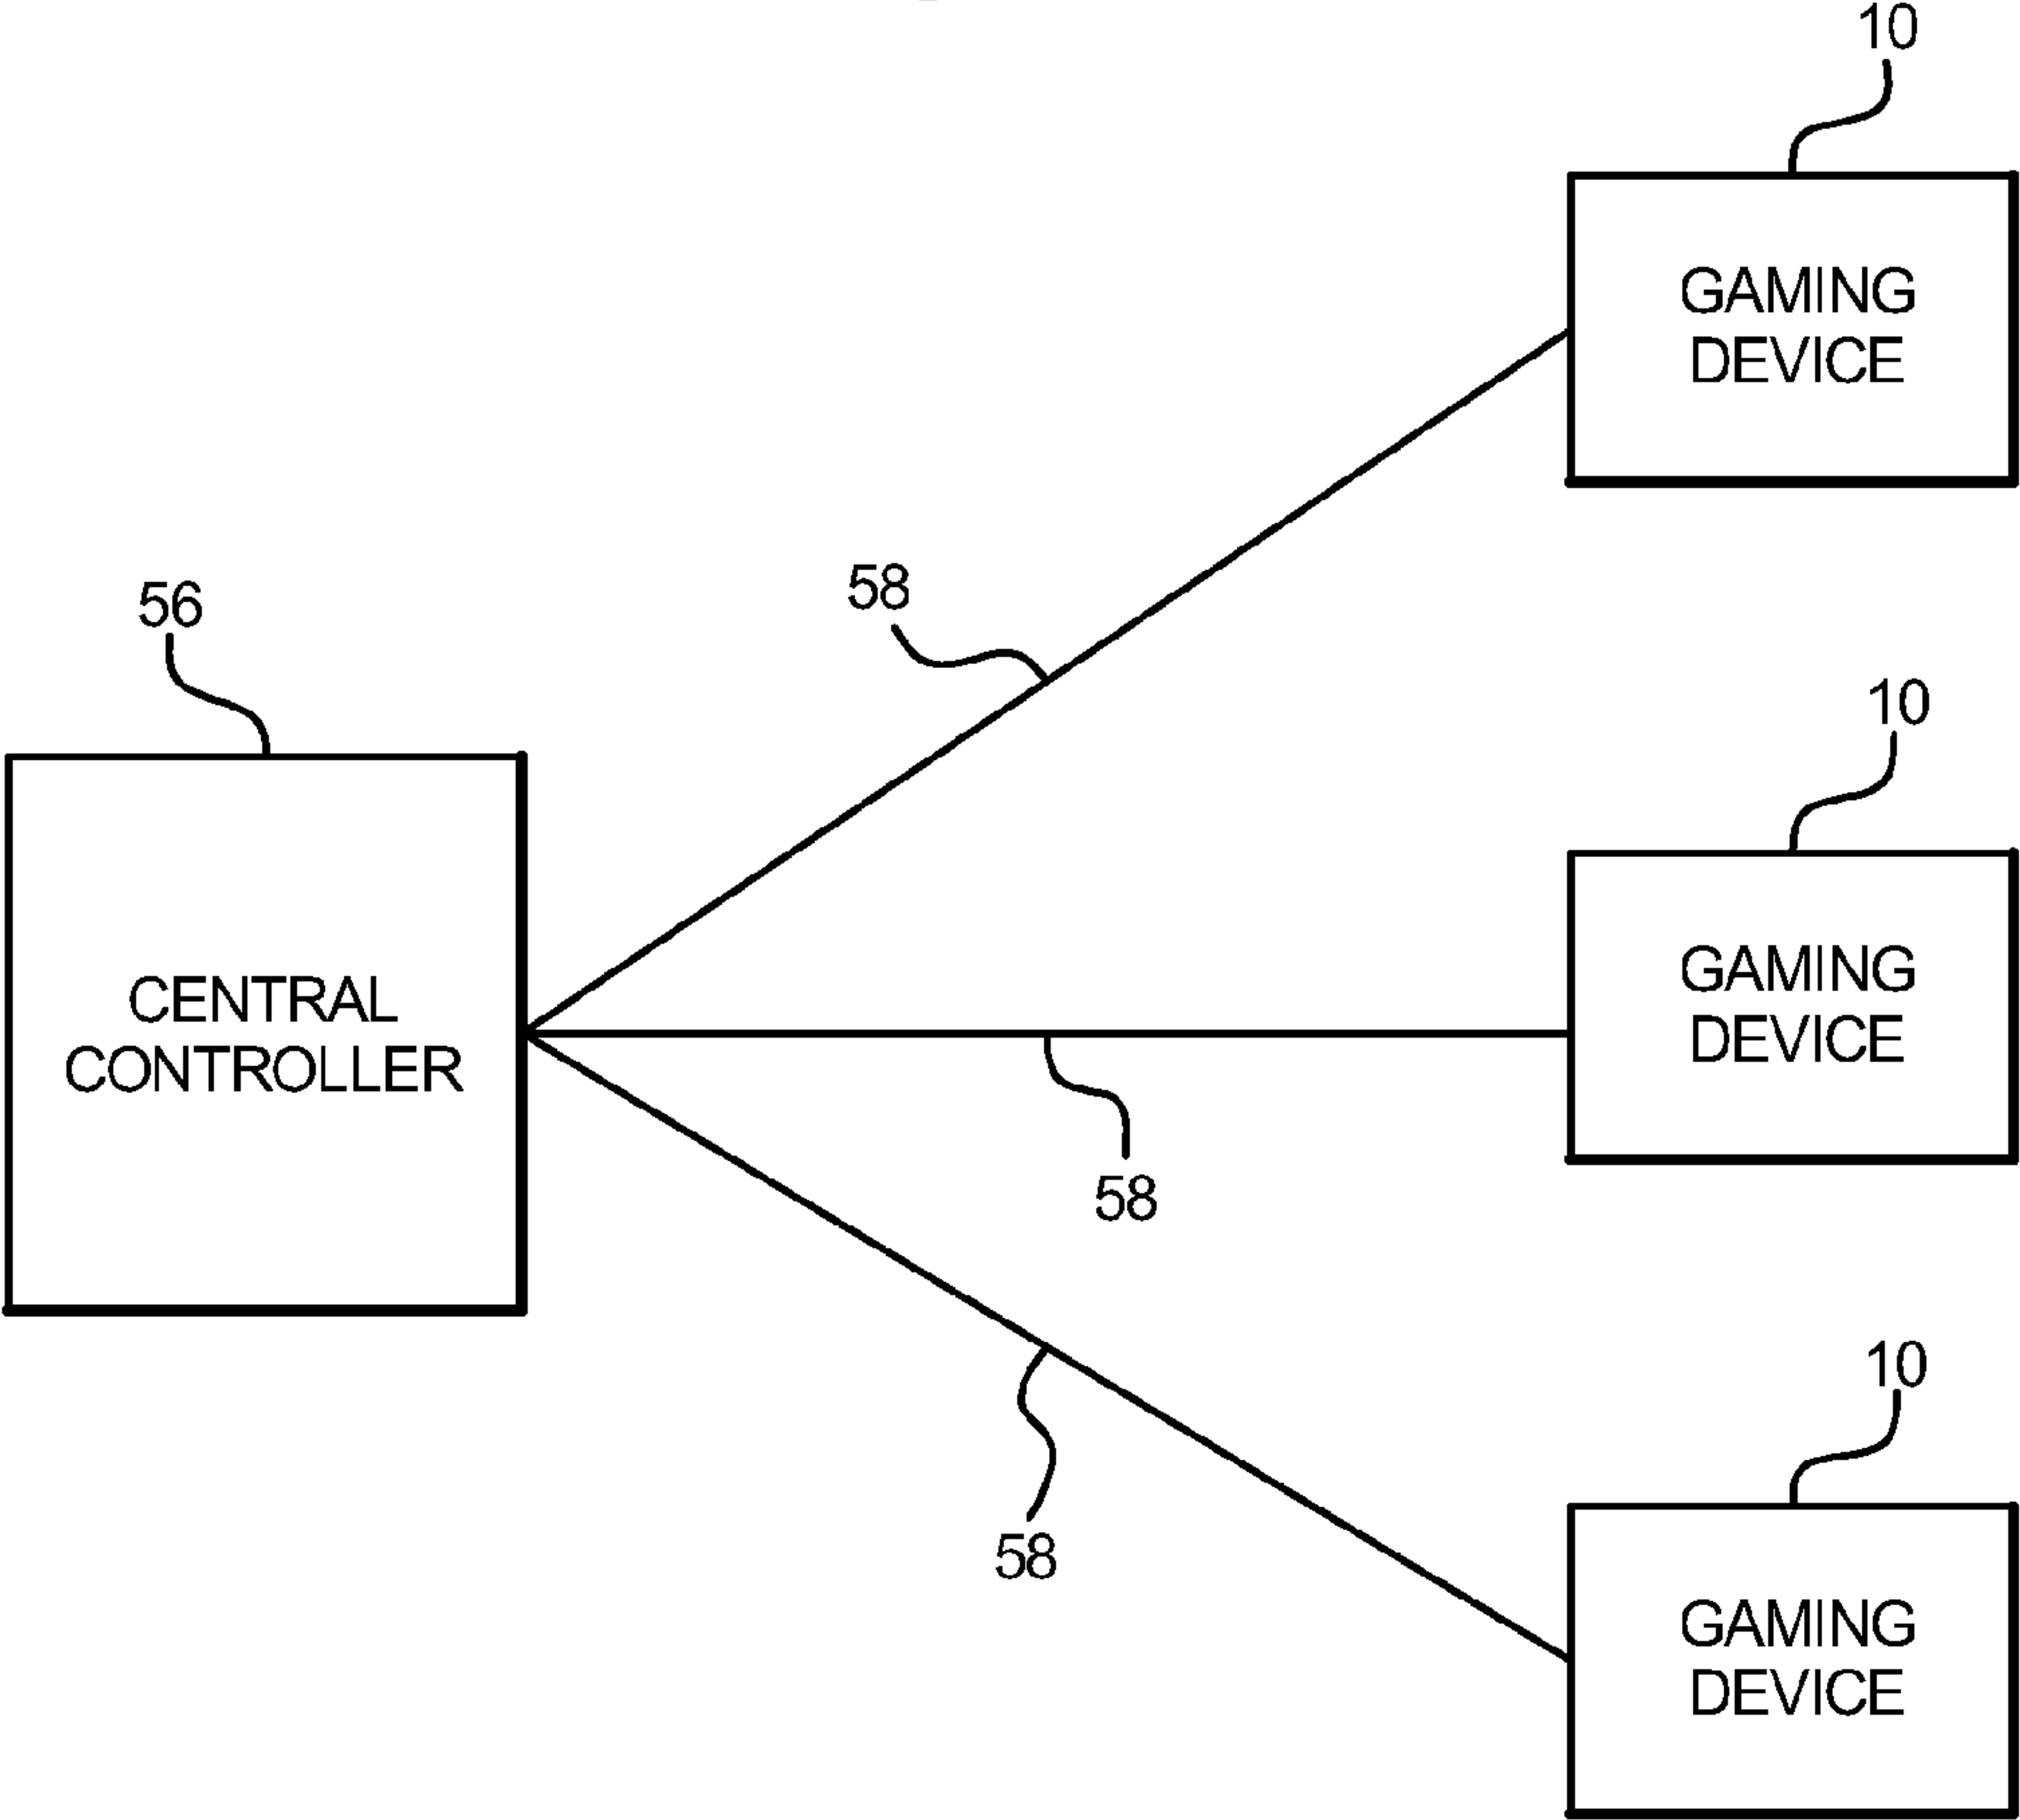 10
GAMING
DEVICE
58
56
10
CENTRAL
CONTROLLER
GAMING
DEVICE
58
10
58
GAMING
DEVICE